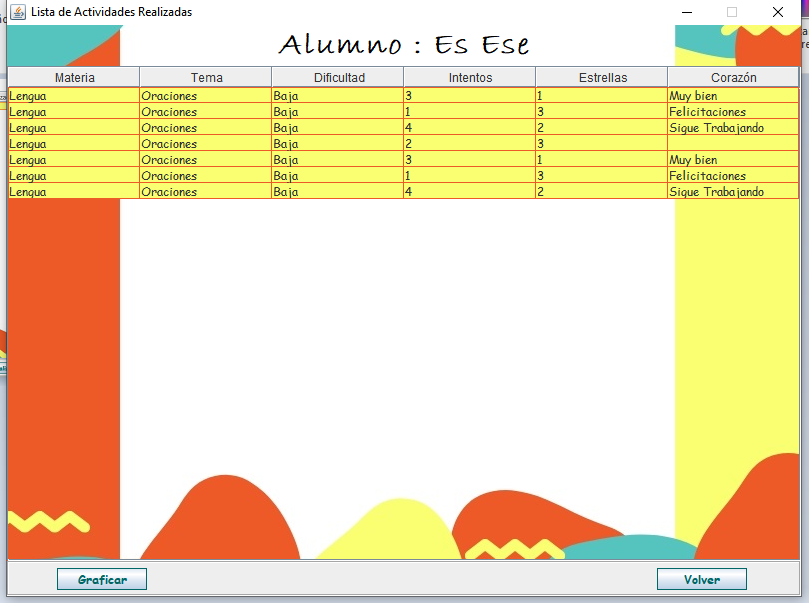 Lista de Actividades Realizadas
Alumno : Es Ese
Materia Tema Dificultad Intentos Estrellas Corazón
Lengua Oraciones Baja 3 1 Muy bien
Lengua Oraciones Baja 1 3 Felicitaciones
Lengua Oraciones Baja 4 2 Sigue Trabajando
Lengua Oraciones Baja 2 3
Lengua Oraciones Baja 3 1 Muy bien
Lengua Oraciones Baja 1 3 Felicitaciones
Lengua Oraciones Baja 4 2 Sigue Trabajando
Graficar Volver